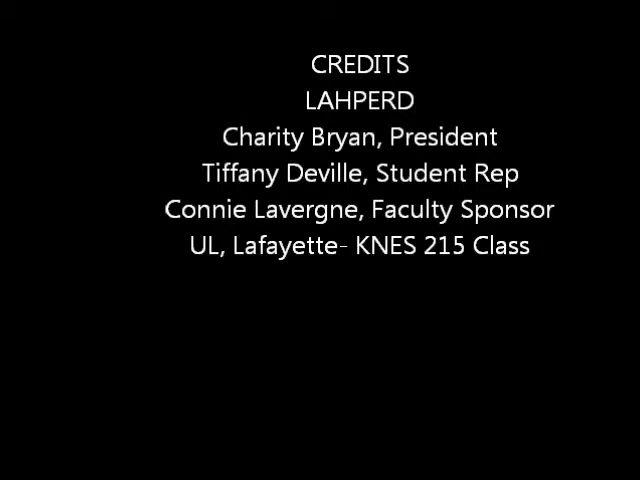 CREDITS
LAHPERD
Charity Bryan, President
Tiffany Deville, Student Rep
Connie Lavergne, Faculty Sponsor
UL, Lafayette- KNES 215 Class